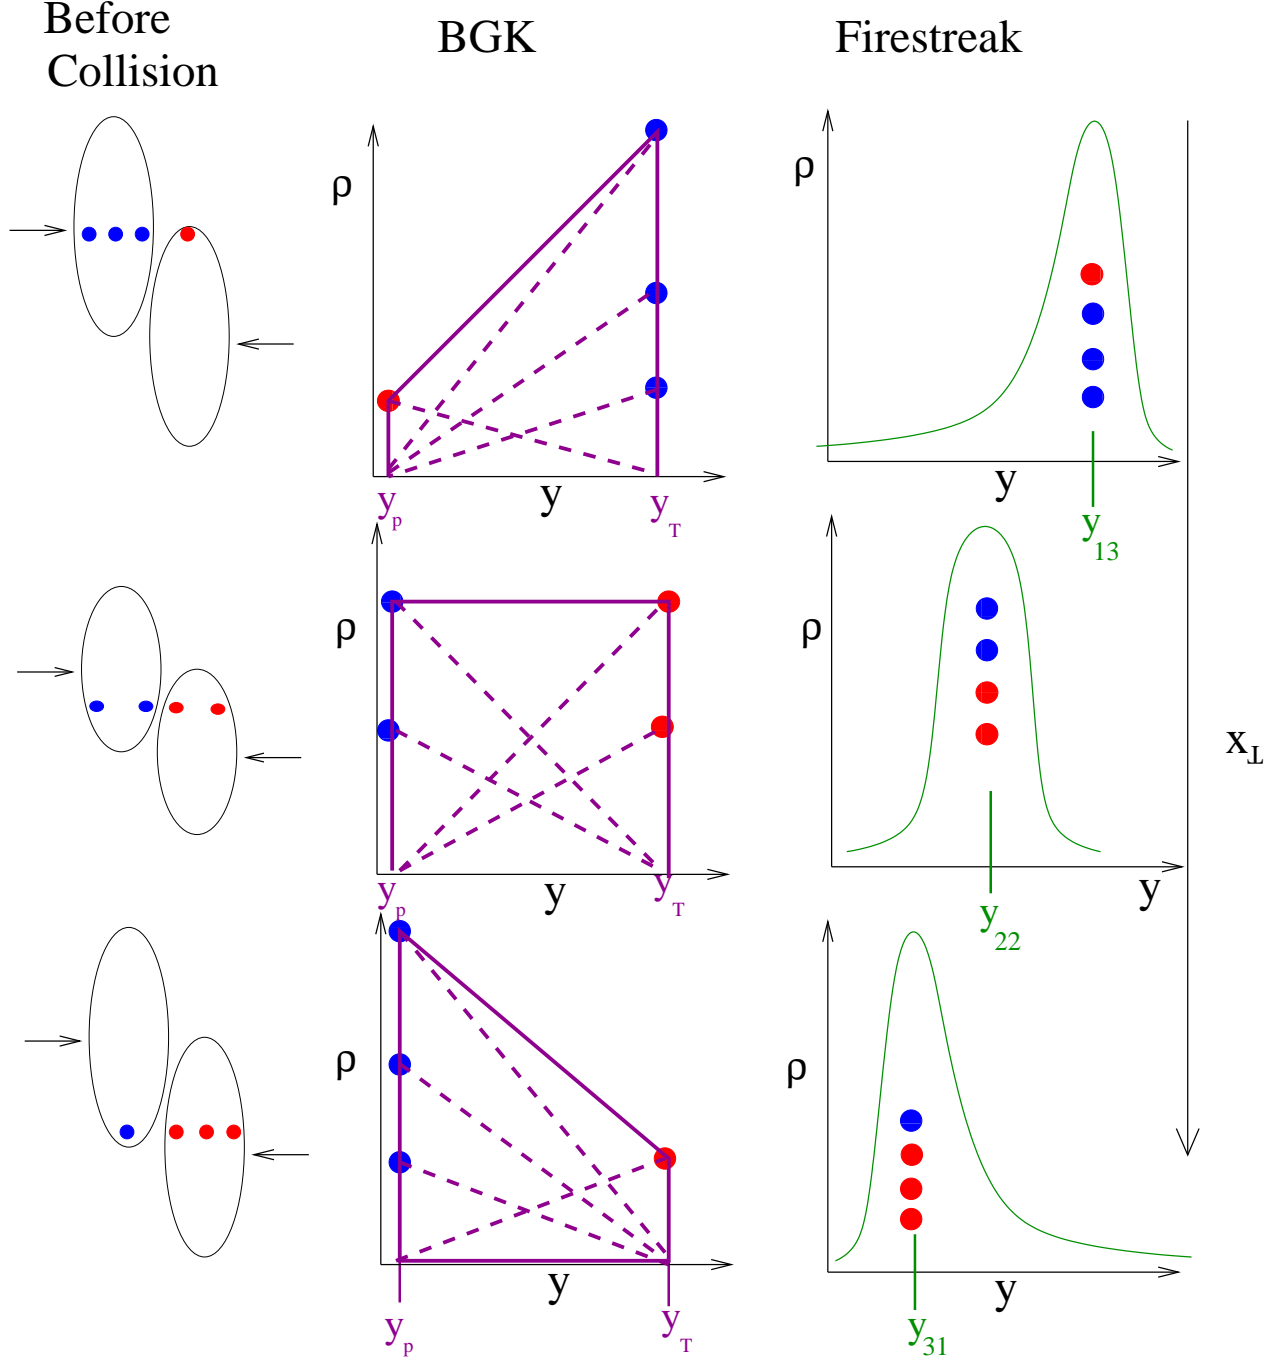 Before
Collision
BGK
Firestreak
ρ
y
y_p
y_T
ρ
y
y_13
ρ
y
y_p
y_T
ρ
y
y_22
x_⊥
ρ
y
y_p
y_T
ρ
y
y_31